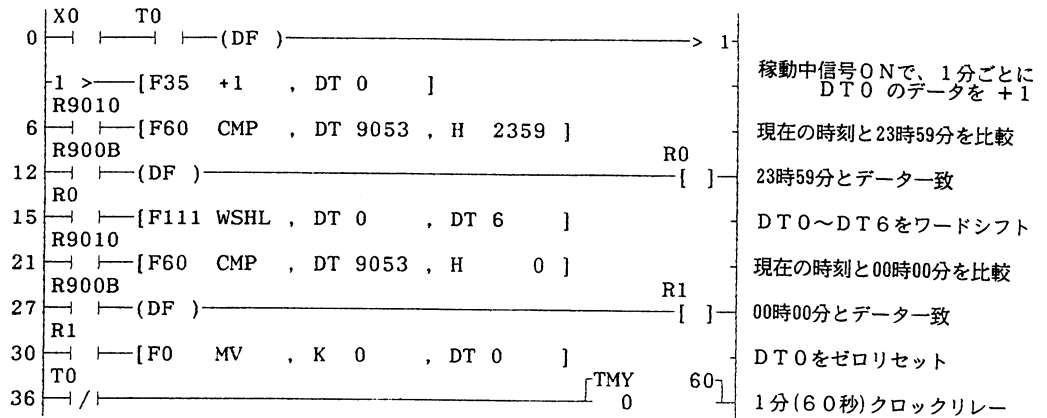 X0 T0
0 (DF ) > 1
1 > [F35 +1 , DT 0 ] 稼動中信号ONで、1分ごとに
DT0 のデータを +1
R9010
6 [F60 CMP , DT 9053 , H 2359 ] 現在の時刻と23時59分を比較
R900B R0
12 (DF ) [ ] 23時59分とデータ一致
R0
15 [F111 WSHL , DT 0 , DT 6 ] DT0～DT6をワードシフト
R9010
21 [F60 CMP , DT 9053 , H 0 ] 現在の時刻と00時00分を比較
R900B R1
27 (DF ) [ ] 00時00分とデータ一致
R1
30 [F0 MV , K 0 , DT 0 ] DT0をゼロリセット
T0 TMY 60
36 / 0 1分(60秒)クロックリレー